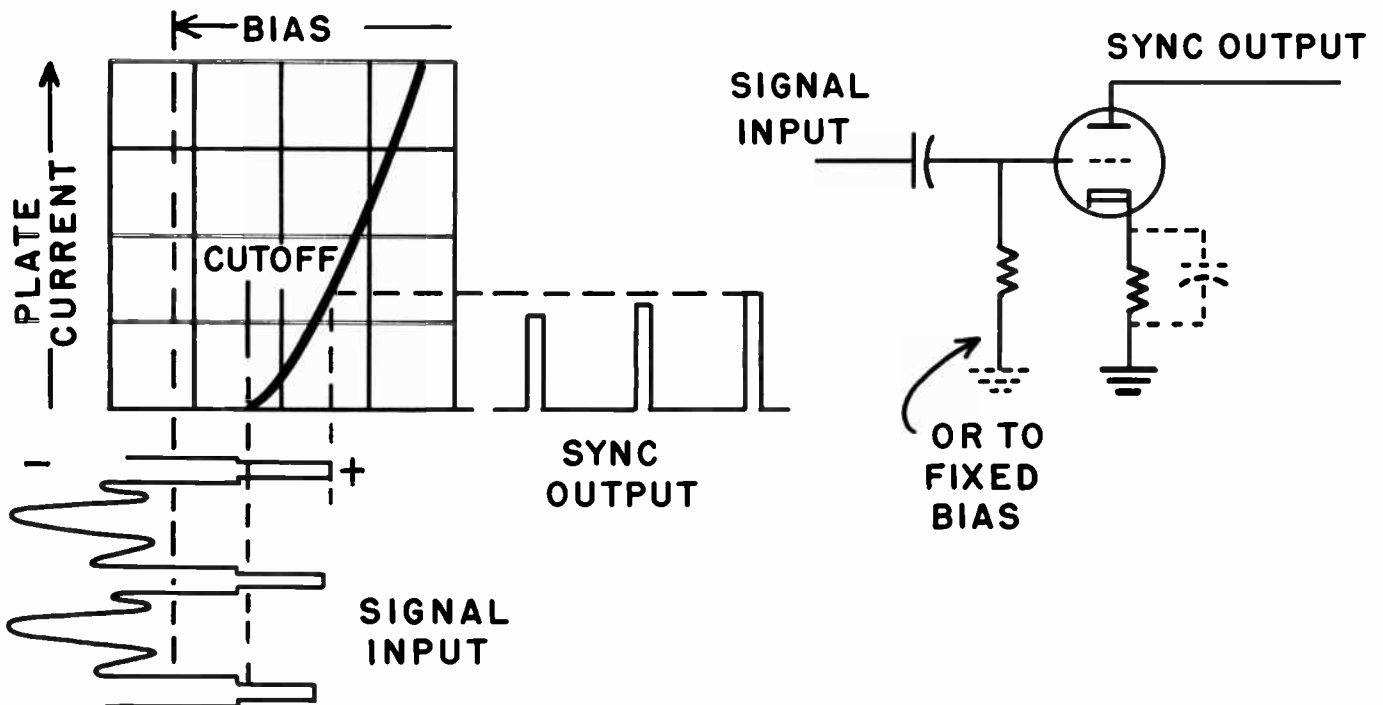 BIAS
PLATE
CURRENT
CUTOFF
-
+
SYNC
OUTPUT
SIGNAL
INPUT
SYNC OUTPUT
SIGNAL
INPUT
OR TO
FIXED
BIAS